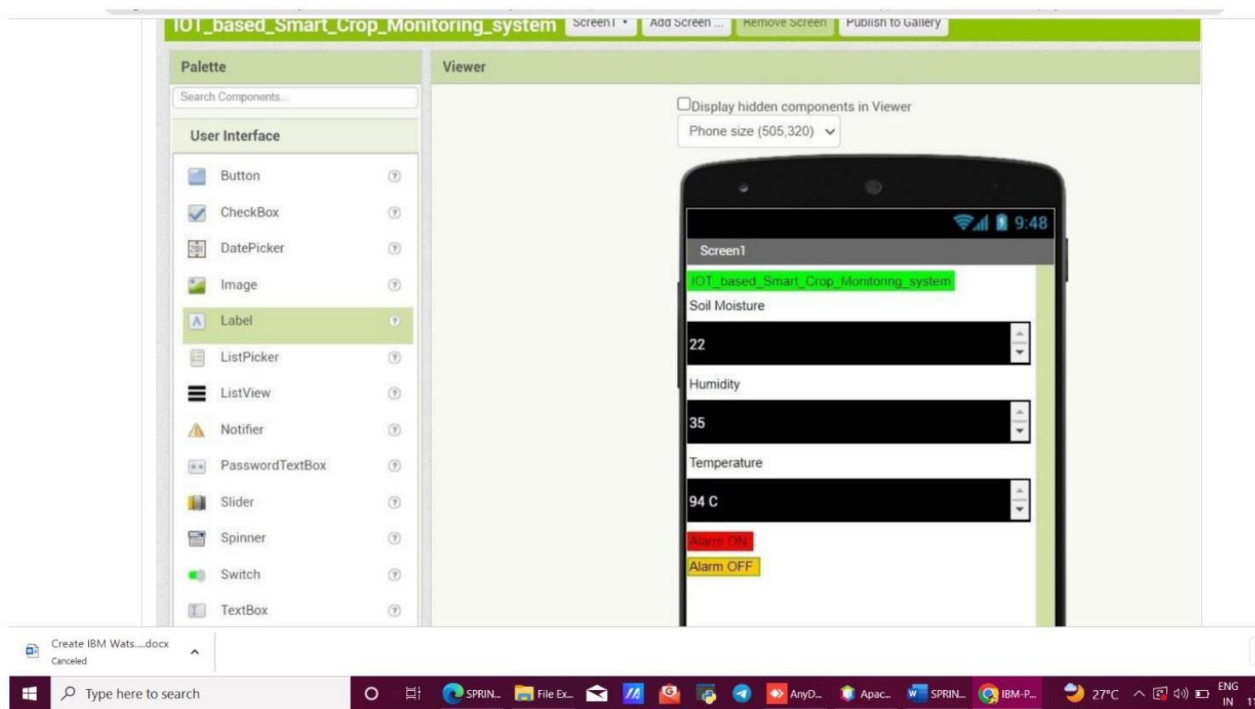 IOT_based_Smart_Crop_Monitoring_system Screen1 Add Screen ... Remove Screen Publish to Gallery
Palette
Viewer
Search Components...
Display hidden components in Viewer
Phone size (505,320)
User Interface
Button
CheckBox
DatePicker
Image
Label
ListPicker
ListView
Notifier
PasswordTextBox
Slider
Spinner
Switch
TextBox
9:48
Screen1
IOT_based_Smart_Crop_Monitoring_system
Soil Moisture
22
Humidity
35
Temperature
94 C
Alarm ON
Alarm OFF
Create IBM Wats....docx
Canceled
Type here to search
SPRIN... File Ex... AnyD... Apac... SPRIN... IBM-P... 27°C ENG
IN